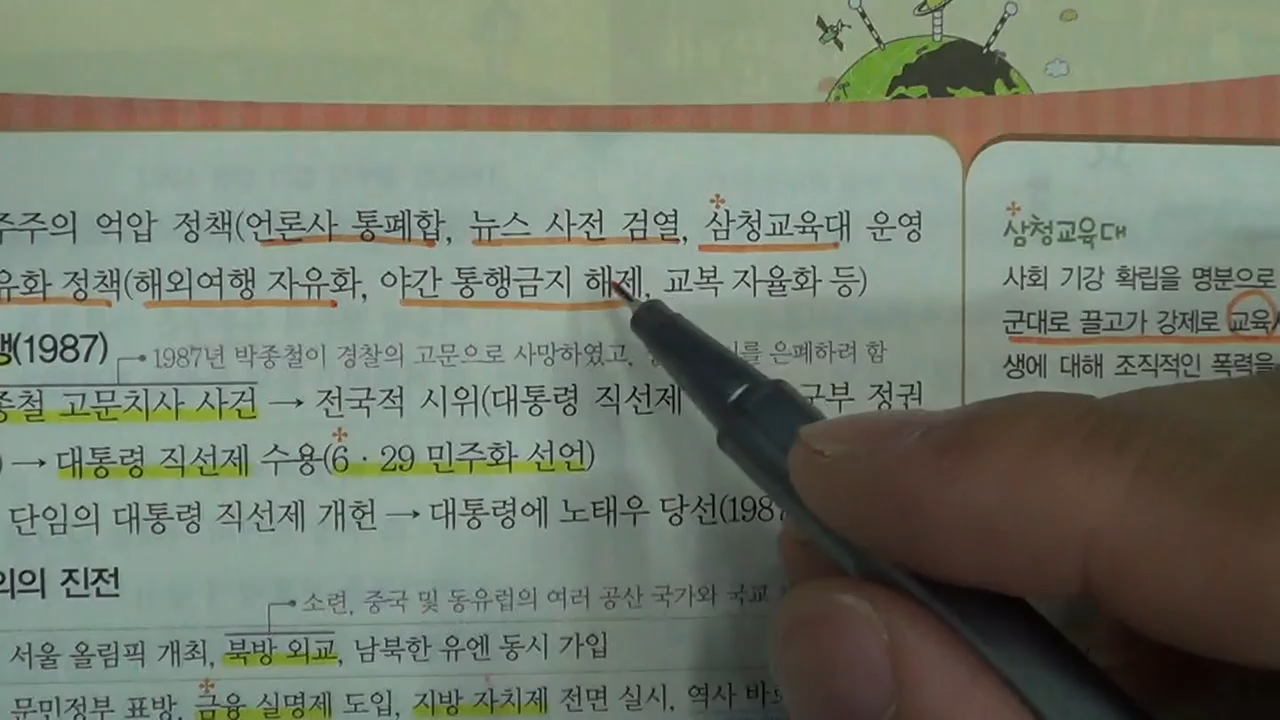 주주의 억압 정책(언론사 통폐합, 뉴스 사전 검열, 삼청교육대 운영
유화 정책(해외여행 자유화, 야간 통행금지 해제, 교복 자율화 등)
(1987)
1987년 박종철이 경찰의 고문으로 사망하였고, 를 은폐하려 함
종철 고문치사 사건 → 전국적 시위(대통령 직선제 군부 정권
) → 대통령 직선제 수용(6·29 민주화 선언)
단임의 대통령 직선제 개헌 → 대통령에 노태우 당선(1987
의의 진전
소련, 중국 및 동유럽의 여러 공산 국가와 국교
서울 올림픽 개최, 북방 외교, 남북한 유엔 동시 가입
문민정부 표방, 금융 실명제 도입, 지방 자치제 전면 실시, 역사
삼청교육대
사회 기강 확립을 명분으로
군대로 끌고가 강제로 교육
생에 대해 조직적인 폭력을